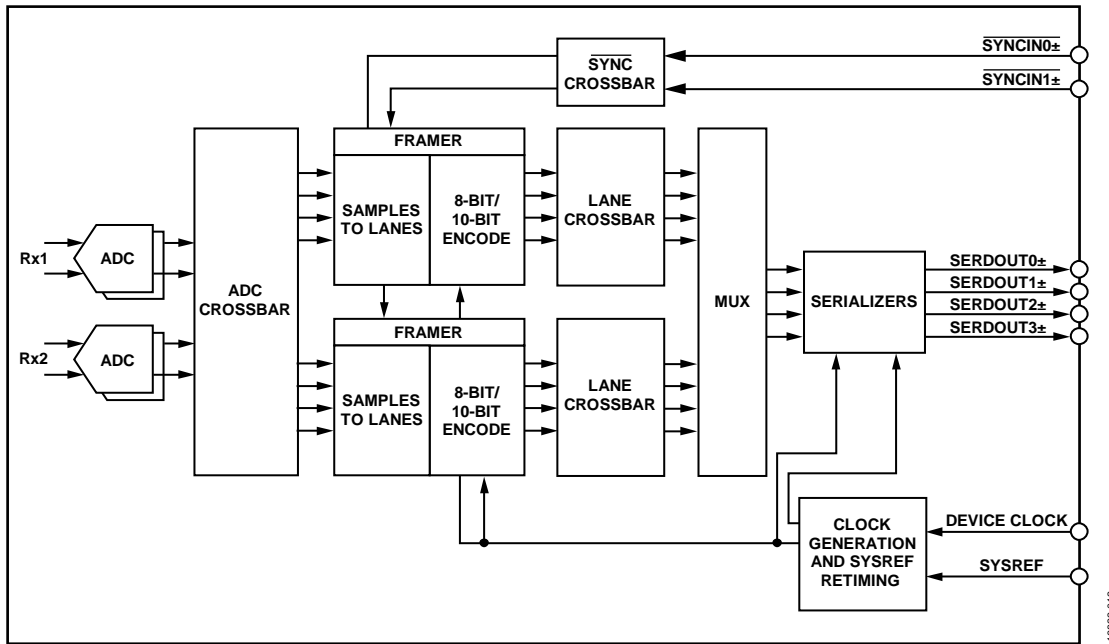 SYNCIN0±
SYNC
CROSSBAR
SYNCIN1±
FRAMER
SAMPLES
TO LANES
8-BIT/
10-BIT
ENCODE
LANE
CROSSBAR
Rx1
ADC
ADC
CROSSBAR
MUX
SERIALIZERS
SERDOUT0±
SERDOUT1±
SERDOUT2±
SERDOUT3±
FRAMER
Rx2
ADC
SAMPLES
TO LANES
8-BIT/
10-BIT
ENCODE
LANE
CROSSBAR
CLOCK
GENERATION
AND SYSREF
RETIMING
DEVICE CLOCK
SYSREF